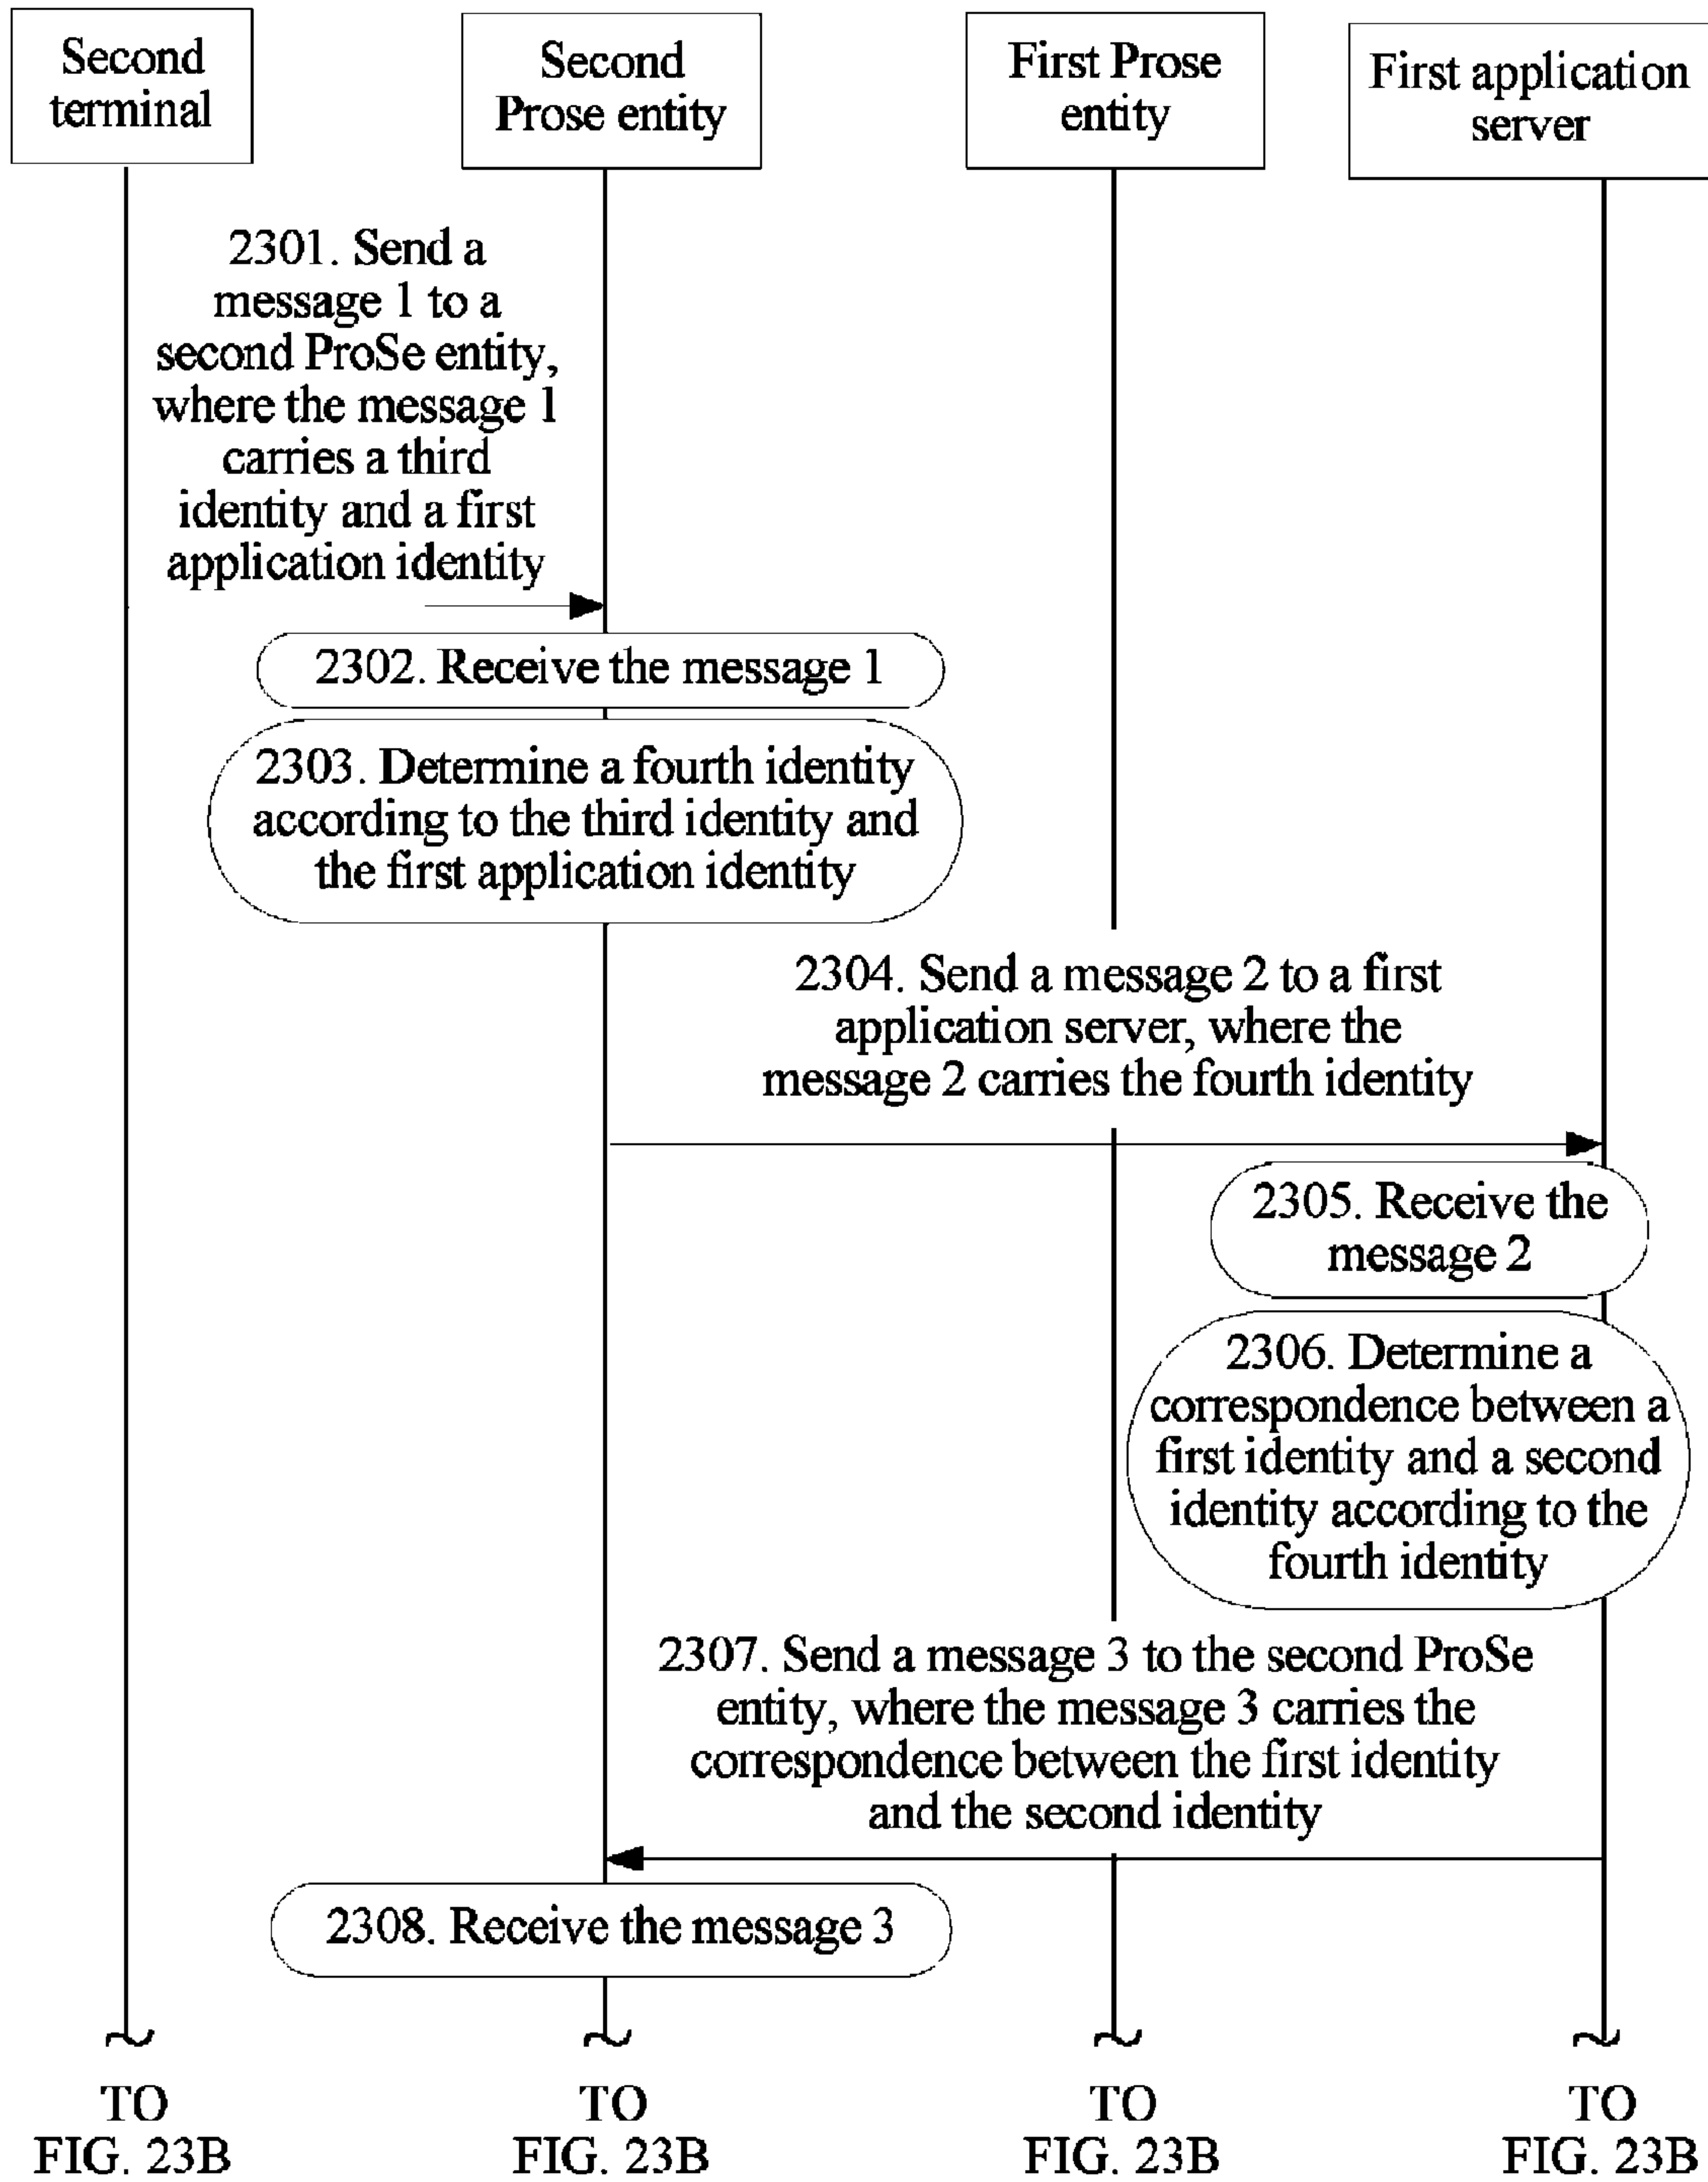 Second
terminal
Second
Prose entity
First Prose
entity
First application
server
2301. Send a
message 1 to a
second ProSe entity,
where the message 1
carries a third
identity and a first
application identity
2302. Receive the message 1
2303. Determine a fourth identity
according to the third identity and
the first application identity
2304. Send a message 2 to a first
application server, where the
message 2 carries the fourth identity
2305. Receive the
message 2
2306. Determine a
correspondence between a
first identity and a second
identity according to the
fourth identity
2307. Send a message 3 to the second ProSe
entity, where the message 3 carries the
correspondence between the first identity
and the second identity
2308. Receive the message 3
TO
FIG. 23B
TO
FIG. 23B
TO
FIG. 23B
TO
FIG. 23B